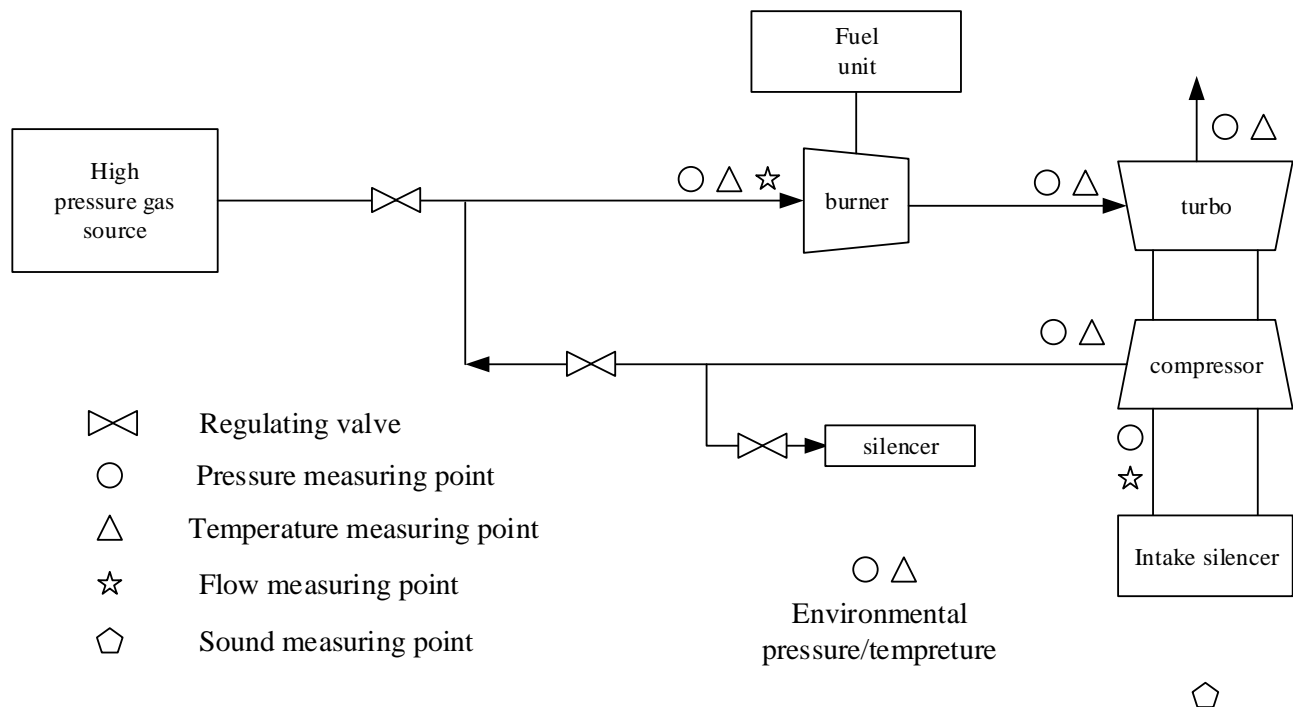 Fuel
unit
High
pressure gas
source
burner
turbo
compressor
Regulating valve
silencer
Pressure measuring point
Temperature measuring point
Intake silencer
Flow measuring point
Environmental
pressure/tempreture
Sound measuring point